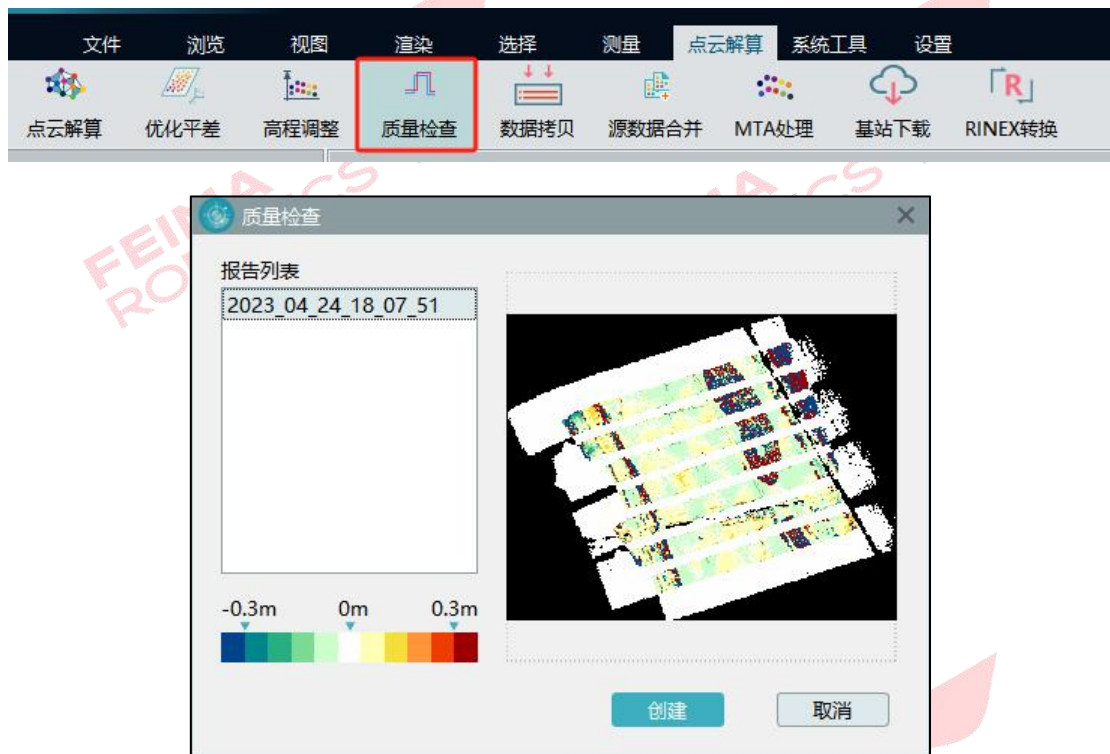 文件 浏览 视图 渲染 选择 测量 点云解算 系统工具 设置
点云解算 优化平差 高程调整 质量检查 数据拷贝 源数据合并 MTA处理 基站下载 RINEX转换
质量检查
报告列表
2023_04_24_18_07_51
-0.3m 0m 0.3m
创建 取消